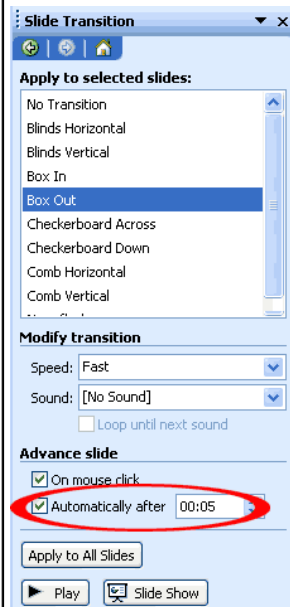 Slide Transition
Apply to selected slides:
No Transition
Blinds Horizontal
Blinds Vertical
Box In
Box Out
Checkerboard Across
Checkerboard Down
Comb Horizontal
Comb Vertical
Modify transition
Speed: Fast
Sound: [No Sound]
Loop until next sound
Advance slide
On mouse click
Automatically after 00:05
Apply to All Slides
Play Slide Show